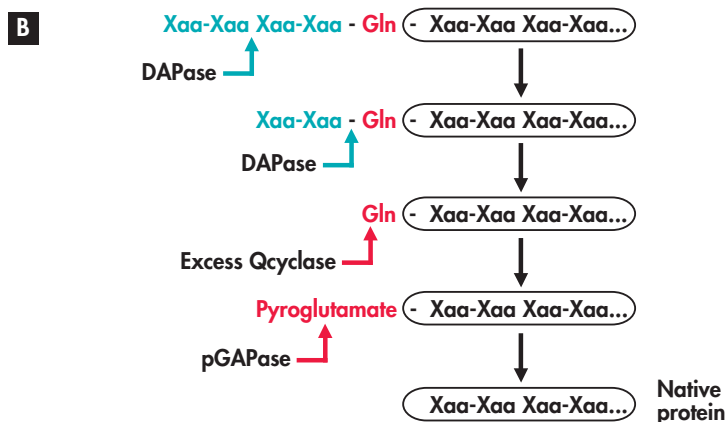 B
Xaa-Xaa Xaa-Xaa - Gln - Xaa-Xaa Xaa-Xaa...
DAPase
Xaa-Xaa - Gln - Xaa-Xaa Xaa-Xaa...
DAPase
Gln - Xaa-Xaa Xaa-Xaa...
Excess Qcyclase
Pyroglutamate - Xaa-Xaa Xaa-Xaa...
pGAPase
Xaa-Xaa Xaa-Xaa...
Native
protein